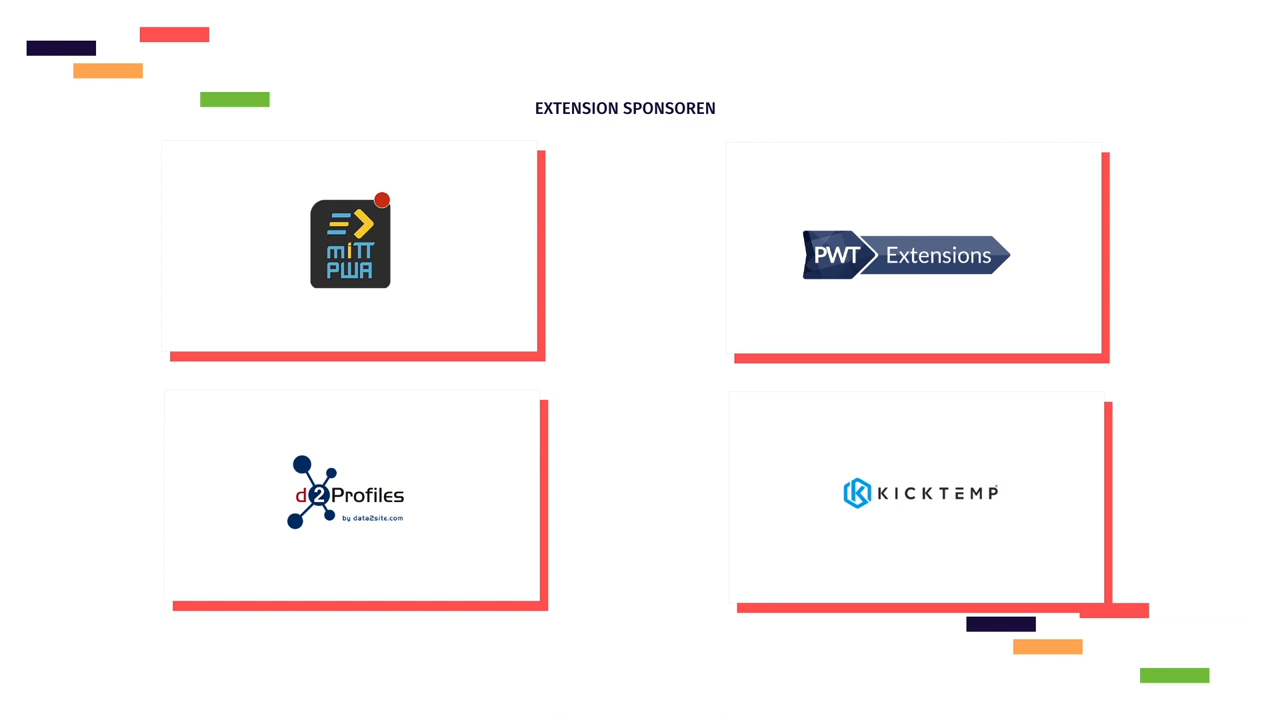 EXTENSION SPONSOREN
miTT
PWA
PWT Extensions
d2Profiles
by data2site.com
KICKTEMP